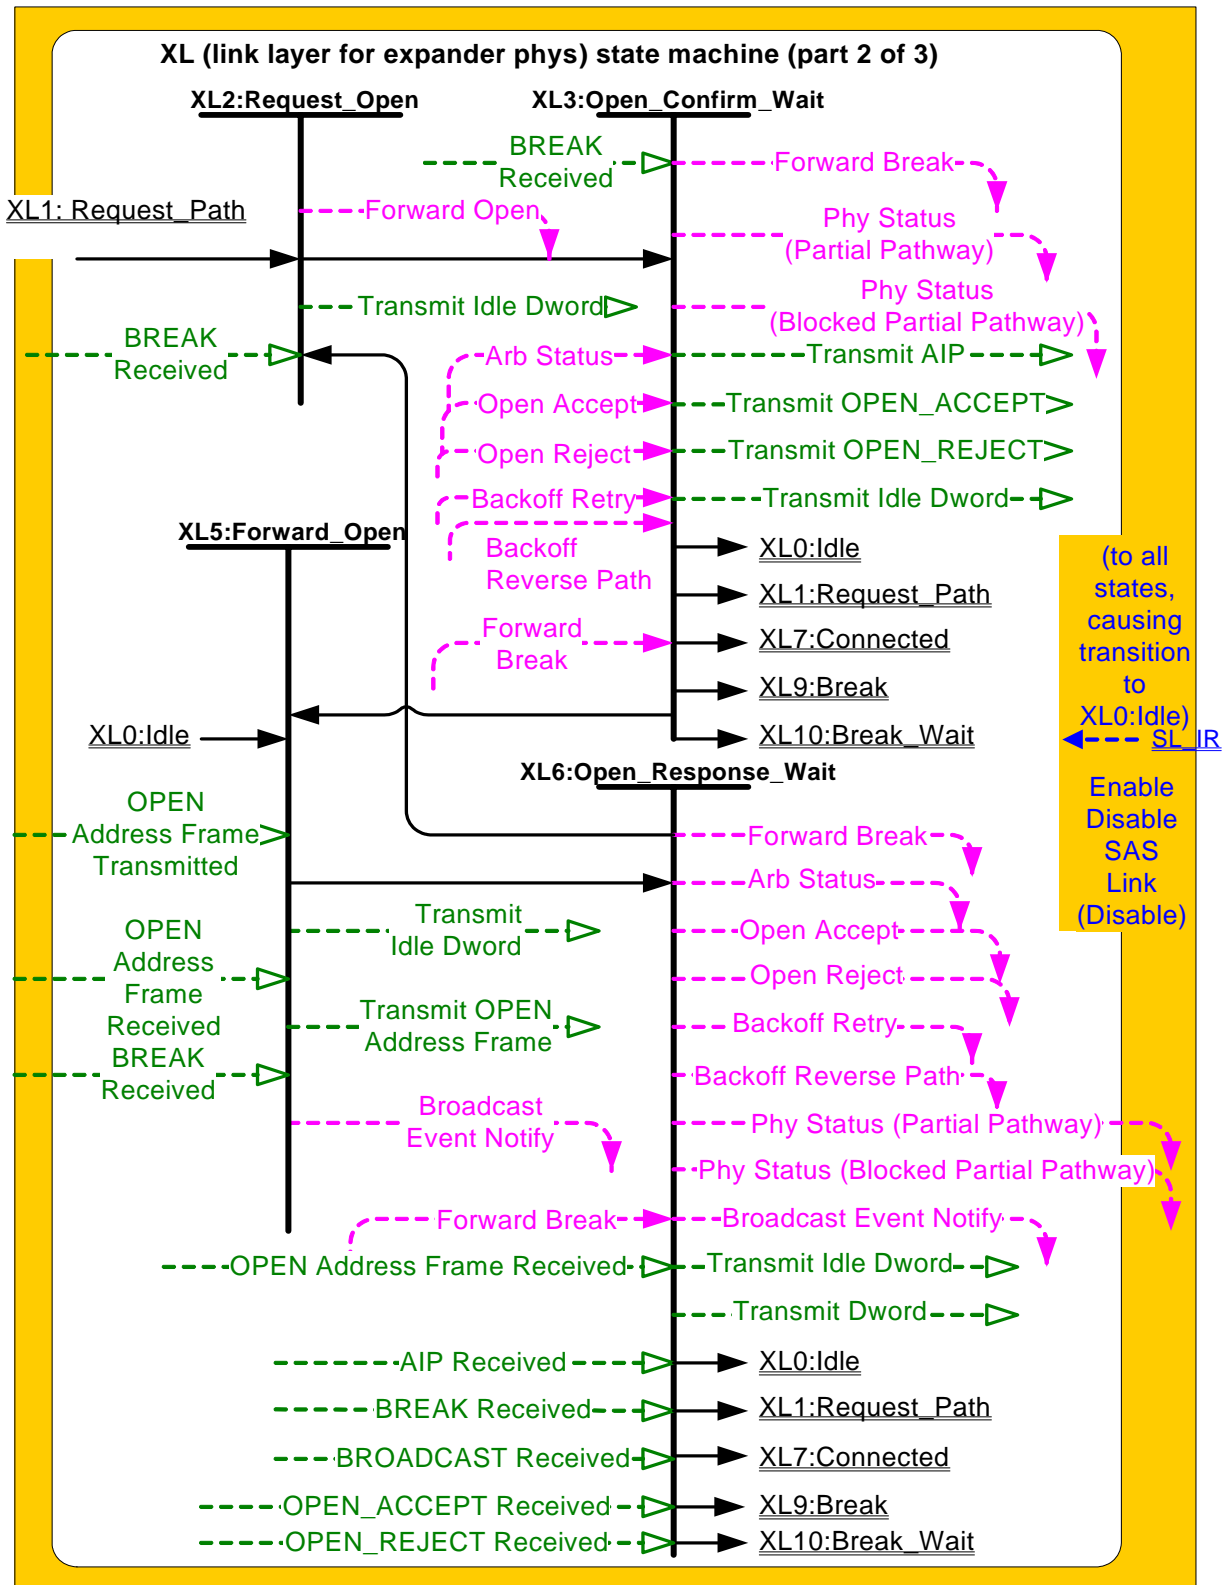 XL (link layer for expander phys) state machine (part 2 of 3)
XL2:Request_Open
XL3:Open_Confirm_Wait
BREAK
Received
Forward Break
XL1: Request_Path
Forward Open
Phy Status
(Partial Pathway)
Transmit Idle Dword
Phy Status
(Blocked Partial Pathway)
BREAK
Received
Arb Status
Transmit AIP
Open Accept
Transmit OPEN_ACCEPT
Open Reject
Transmit OPEN_REJECT
Backoff Retry
Transmit Idle Dword
XL5:Forward_Open
Backoff
Reverse Path
XL0:Idle
XL1:Request_Path
Forward
Break
XL7:Connected
XL9:Break
XL0:Idle
XL10:Break_Wait
(to all
states,
causing
transition
to
XL0:Idle)
SL_IR
Enable
Disable
SAS
Link
(Disable)
XL6:Open_Response_Wait
OPEN
Address Frame
Transmitted
Forward Break
Arb Status
Transmit
Idle Dword
Open Accept
OPEN
Address
Frame
Received
Open Reject
Transmit OPEN
Address Frame
Backoff Retry
BREAK
Received
Backoff Reverse Path
Broadcast
Event Notify
Phy Status (Partial Pathway)
Phy Status (Blocked Partial Pathway)
Forward Break
Broadcast Event Notify
OPEN Address Frame Received
Transmit Idle Dword
Transmit Dword
AIP Received
XL0:Idle
BREAK Received
XL1:Request_Path
BROADCAST Received
XL7:Connected
OPEN_ACCEPT Received
XL9:Break
OPEN_REJECT Received
XL10:Break_Wait